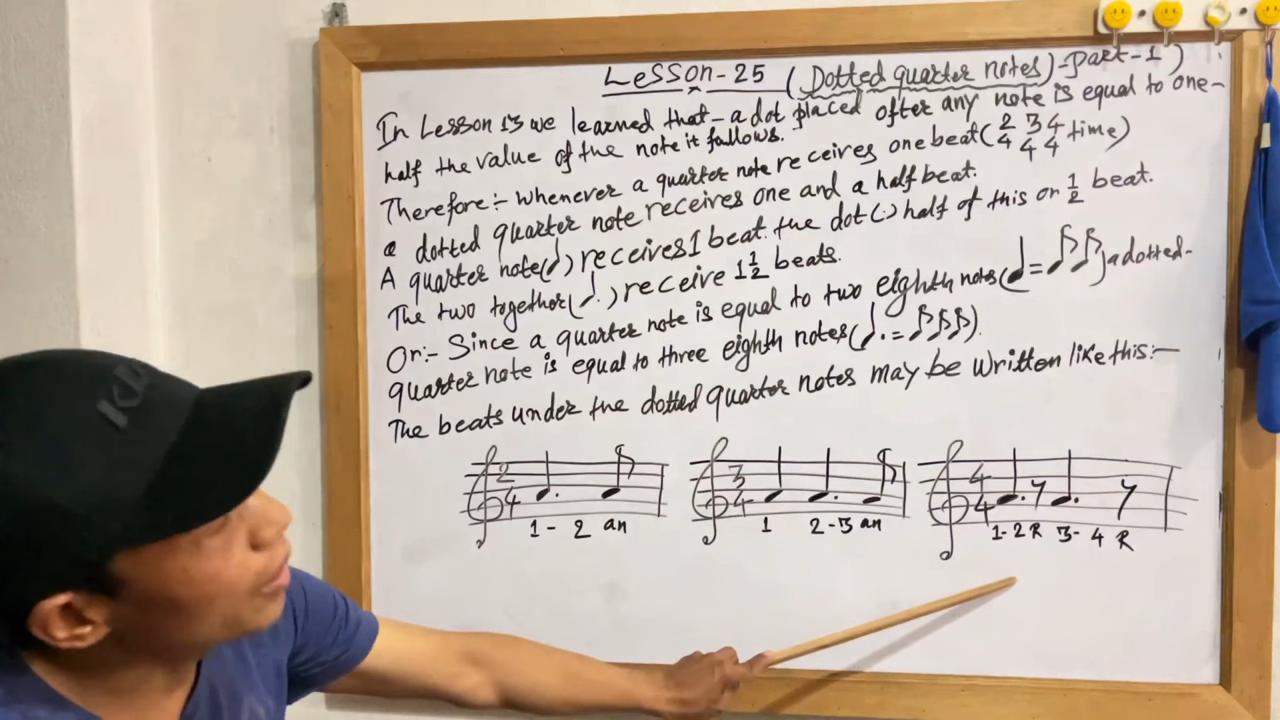 Lesson-25 (Dotted quarter notes)-Part-1)
In Lesson 13 we learned that-a dot placed after any note is equal to one-
half the value of the note it follows.
Therefore:- Whenever a quarter note receives one beat (2/4 3/4 4/4 time)
a dotted quarter note receives one and a half beat.
A quarter note(♩) receives 1 beat. the dot(.) half of this or 1/2 beat.
The two together(♩.) receive 1 1/2 beats.
Or:- Since a quarter note is equal to two eighth notes (♩=♪♪) a dotted-
quarter note is equal to three eighth notes (♩.=♪♪♪).
The beats under the dotted quarter notes may be written like this:-
2/4 3/4 4/4
1- 2 an 1 2-3 an 1-2 R 3- 4 R